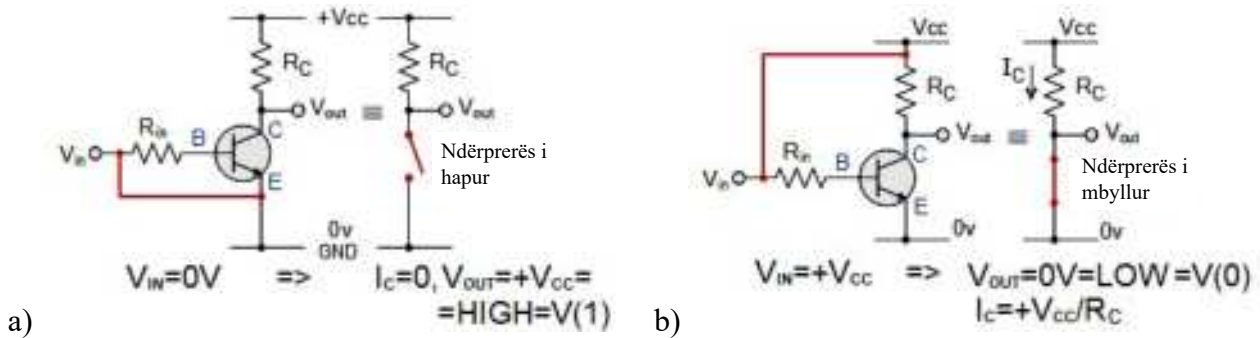 +Vcc
Vcc
Vcc
RC
RC
IC
RC
RC
Vout ≡
Vout
Vout ≡
Vout
Rin
B
C
Vin
E
Ndërprerës i
hapur
Rin
B
C
Vin
E
Ndërprerës i
mbyllur
0v
GND
0v
0v
VIN=0V => IC=0, VOUT=+VCC=
=HIGH=V(1)
a)
VIN=+VCC => VOUT=0V=LOW=V(0)
IC=+VCC/RC
b)